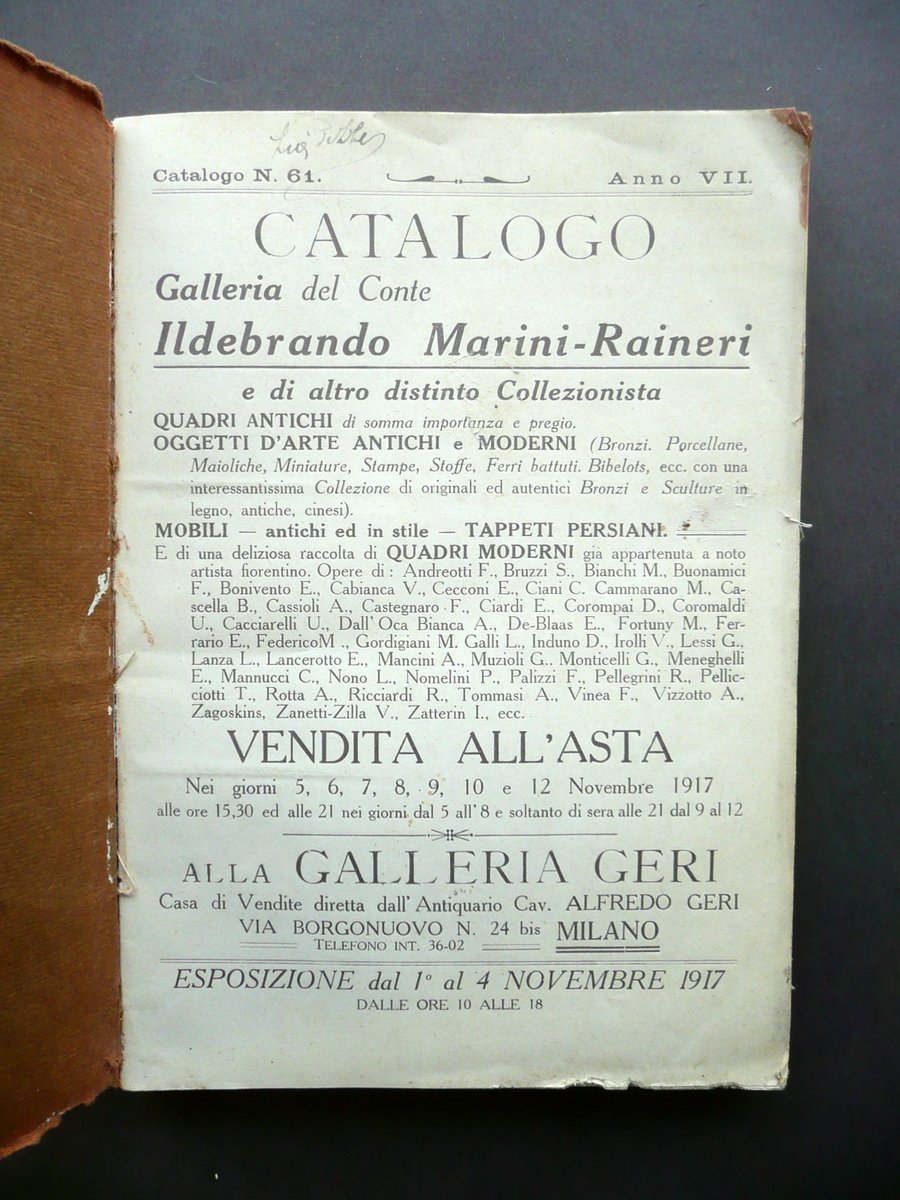 Catalogo N. 61. Anno VII.
CATALOGO
Galleria del Conte
Ildebrando Marini-Raineri
e di altro distinto Collezionista
QUADRI ANTICHI di somma importanza e pregio.
OGGETTI D'ARTE ANTICHI e MODERNI (Bronzi. Porcellane,
Maioliche, Miniature, Stampe, Stoffe, Ferri battuti. Bibelots, ecc. con una
interessantissima Collezione di originali ed autentici Bronzi e Sculture in
legno, antiche, cinesi).
MOBILI — antichi ed in stile — TAPPETI PERSIANI.
E di una deliziosa raccolta di QUADRI MODERNI già appartenuta a noto
artista fiorentino. Opere di : Andreotti F., Bruzzi S., Bianchi M., Buonamici
F., Bonivento E., Cabianca V., Cecconi E., Ciani C. Cammarano M., Ca-
scella B., Cassioli A., Castegnaro F., Ciardi E., Corompai D., Coromaldi
U., Cacciarelli U., Dall'Oca Bianca A., De-Blaas E., Fortuny M., Fer-
rario E., FedericoM ., Gordigiani M. Galli L., Induno D., Irolli V., Lessi G.,
Lanza L., Lancerotto E., Mancini A., Muzioli G.. Monticelli G., Meneghelli
E., Mannucci C., Nono L., Nomelini P., Palizzi F., Pellegrini R., Pellic-
ciotti T., Rotta A., Ricciardi R., Tommasi A., Vinea F., Vizzotto A.,
Zagoskins, Zanetti-Zilla V., Zatterin I., ecc.
VENDITA ALL'ASTA
Nei giorni 5, 6, 7, 8, 9, 10 e 12 Novembre 1917
alle ore 15,30 ed alle 21 nei giorni dal 5 all' 8 e soltanto di sera alle 21 dal 9 al 12
ALLA GALLERIA GERI
Casa di Vendite diretta dall'Antiquario Cav. ALFREDO GERI
VIA BORGONUOVO N. 24 bis MILANO
TELEFONO INT. 36-02
ESPOSIZIONE dal 1° al 4 NOVEMBRE 1917
DALLE ORE 10 ALLE 18